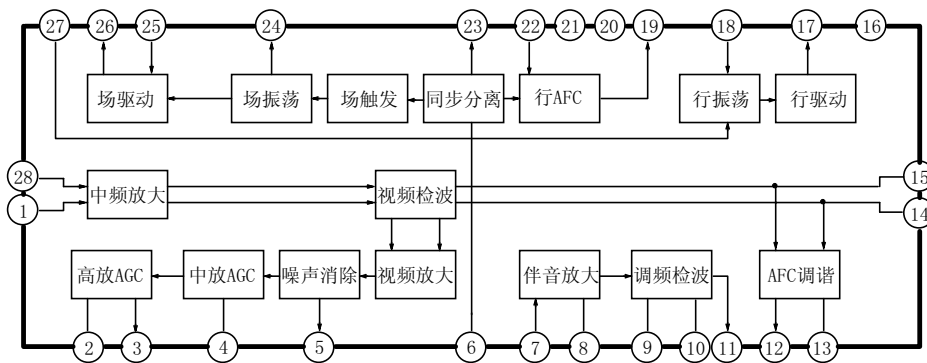 27 26 25 24 23 22 21 20 19 18 17 16
场驱动 场振荡 场触发 同步分离 行AFC 行振荡 行驱动
28 中频放大 视频检波 15
1 14
高放AGC 中放AGC 噪声消除 视频放大 伴音放大 调频检波 AFC调谐
2 3 4 5 6 7 8 9 10 11 12 13